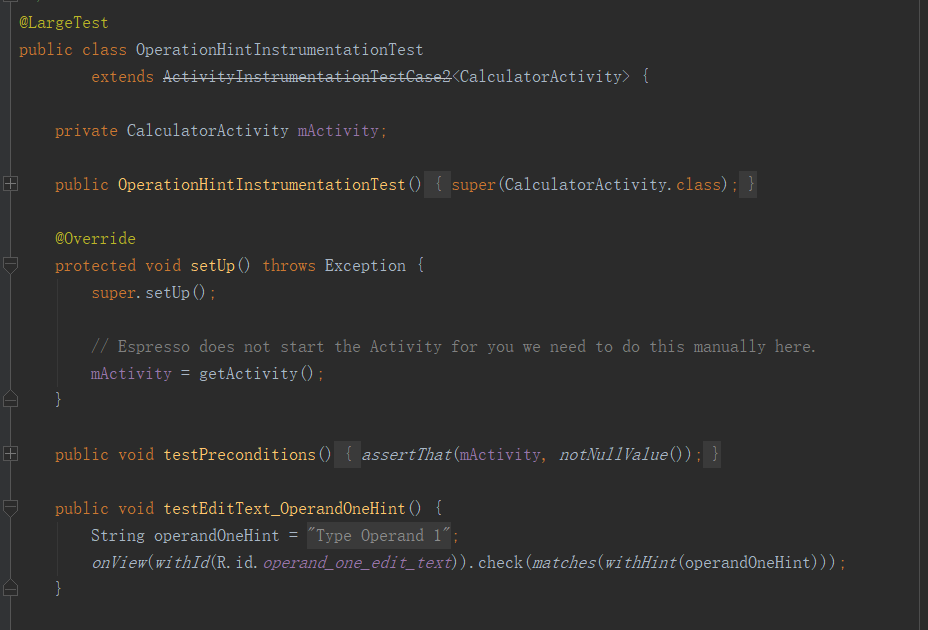 @LargeTest
public class OperationHintInstrumentationTest
        extends ActivityInstrumentationTestCase2<CalculatorActivity> {

    private CalculatorActivity mActivity;

    public OperationHintInstrumentationTest() { super(CalculatorActivity.class); }

    @Override
    protected void setUp() throws Exception {
        super.setUp();

        // Espresso does not start the Activity for you we need to do this manually here.
        mActivity = getActivity();
    }

    public void testPreconditions() { assertThat(mActivity, notNullValue()); }

    public void testEditText_OperandOneHint() {
        String operandOneHint = "Type Operand 1";
        onView(withId(R.id.operand_one_edit_text)).check(matches(withHint(operandOneHint)));
    }